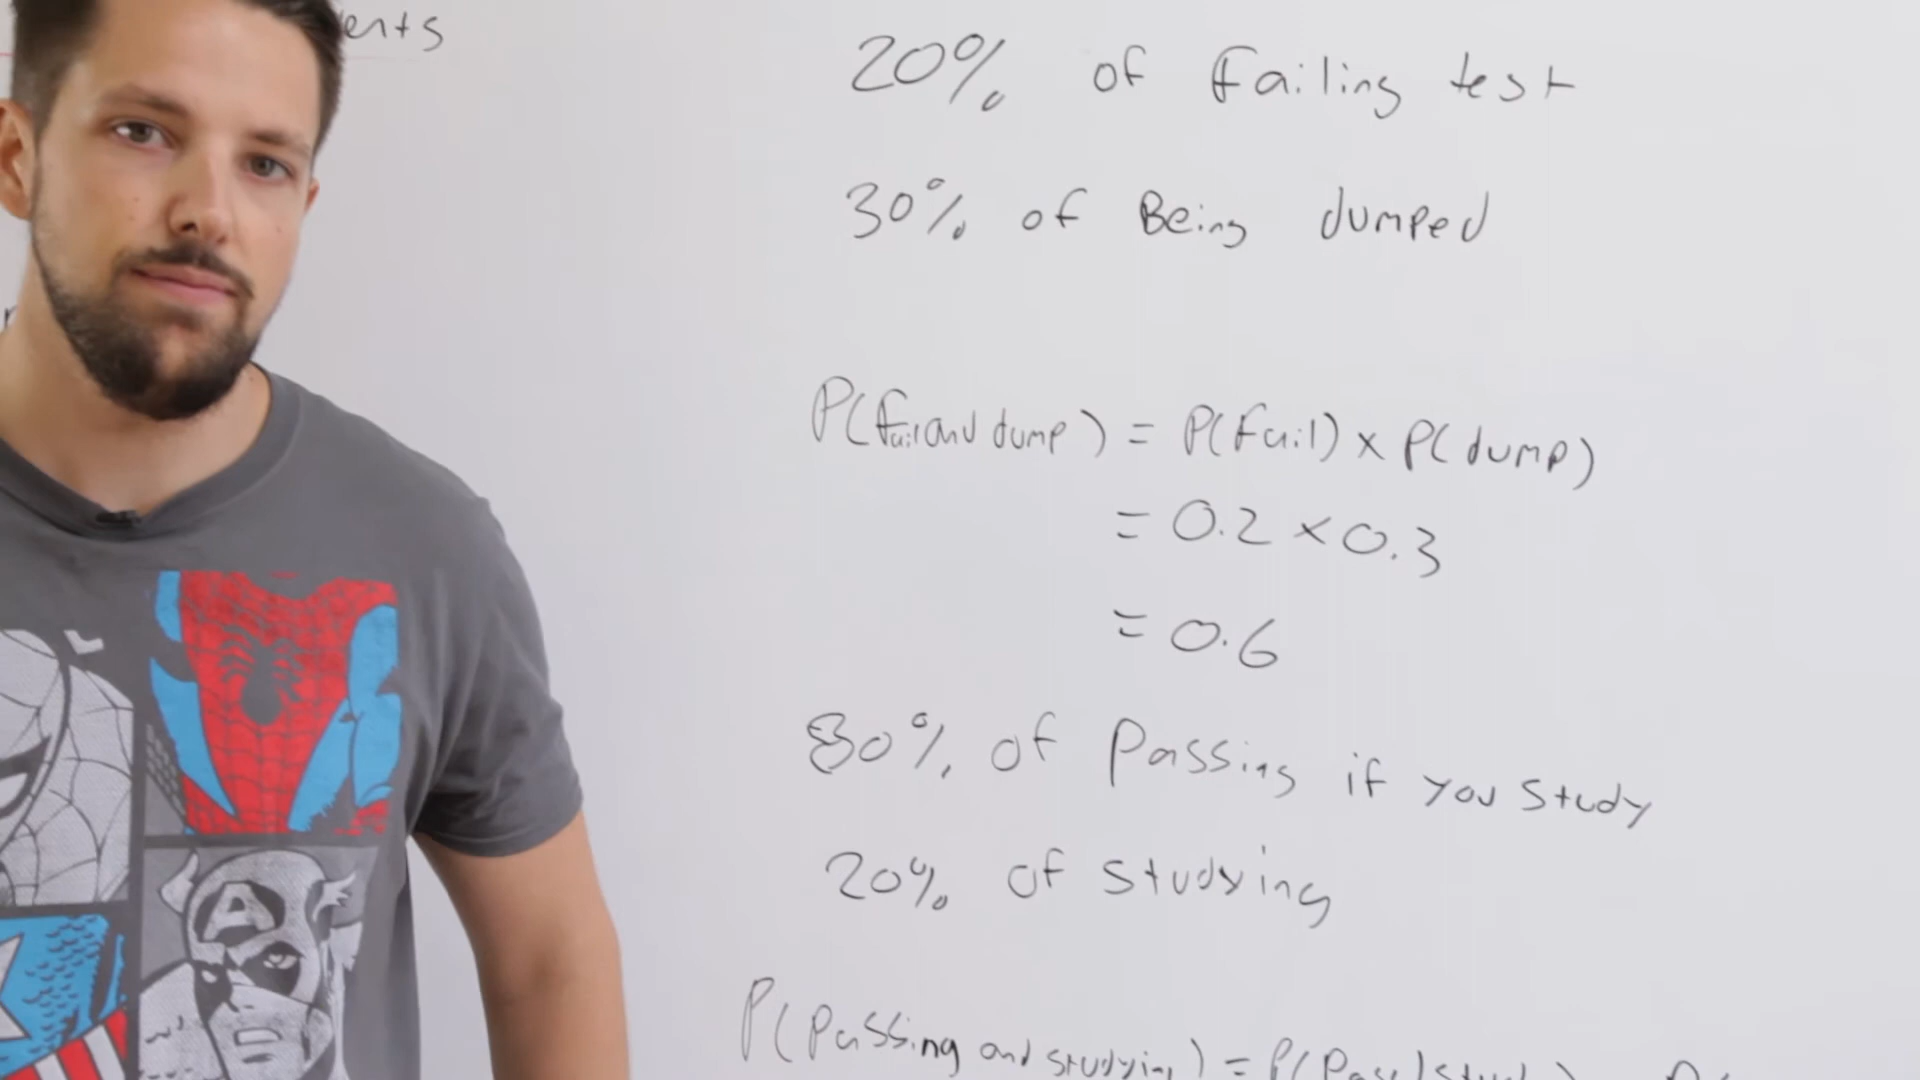 ents
20% of failing test
30% of Being dumped
P(fail and dump) = P(fail) x P(dump)
= 0.2 x 0.3
= 0.6
80% of passing if you study
20% of studying
P(passing and studying) = P(Pass|